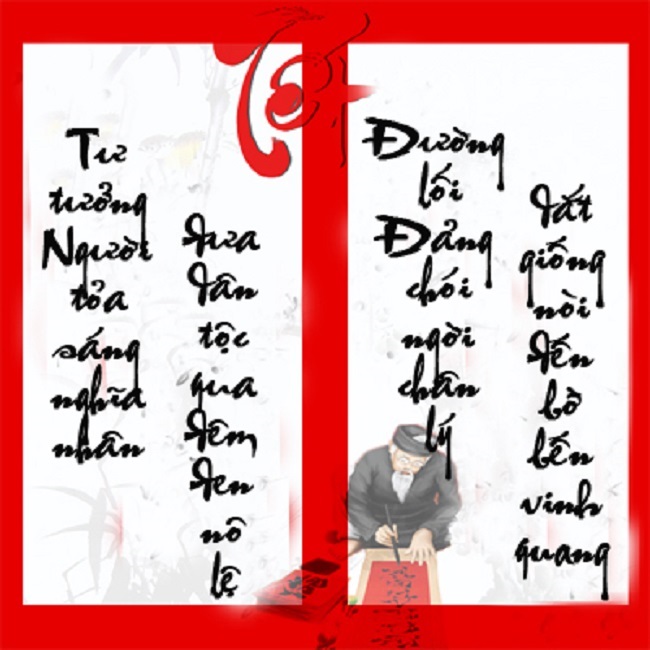 Tết
Tư
tưởng
Người
tỏa
sáng
nghĩa
nhân
đưa
dân
tộc
qua
đêm
đen
nô
lệ
Đường
lối
Đảng
chói
ngời
chân
lý
dắt
giống
nòi
đến
bờ
bến
vinh
quang